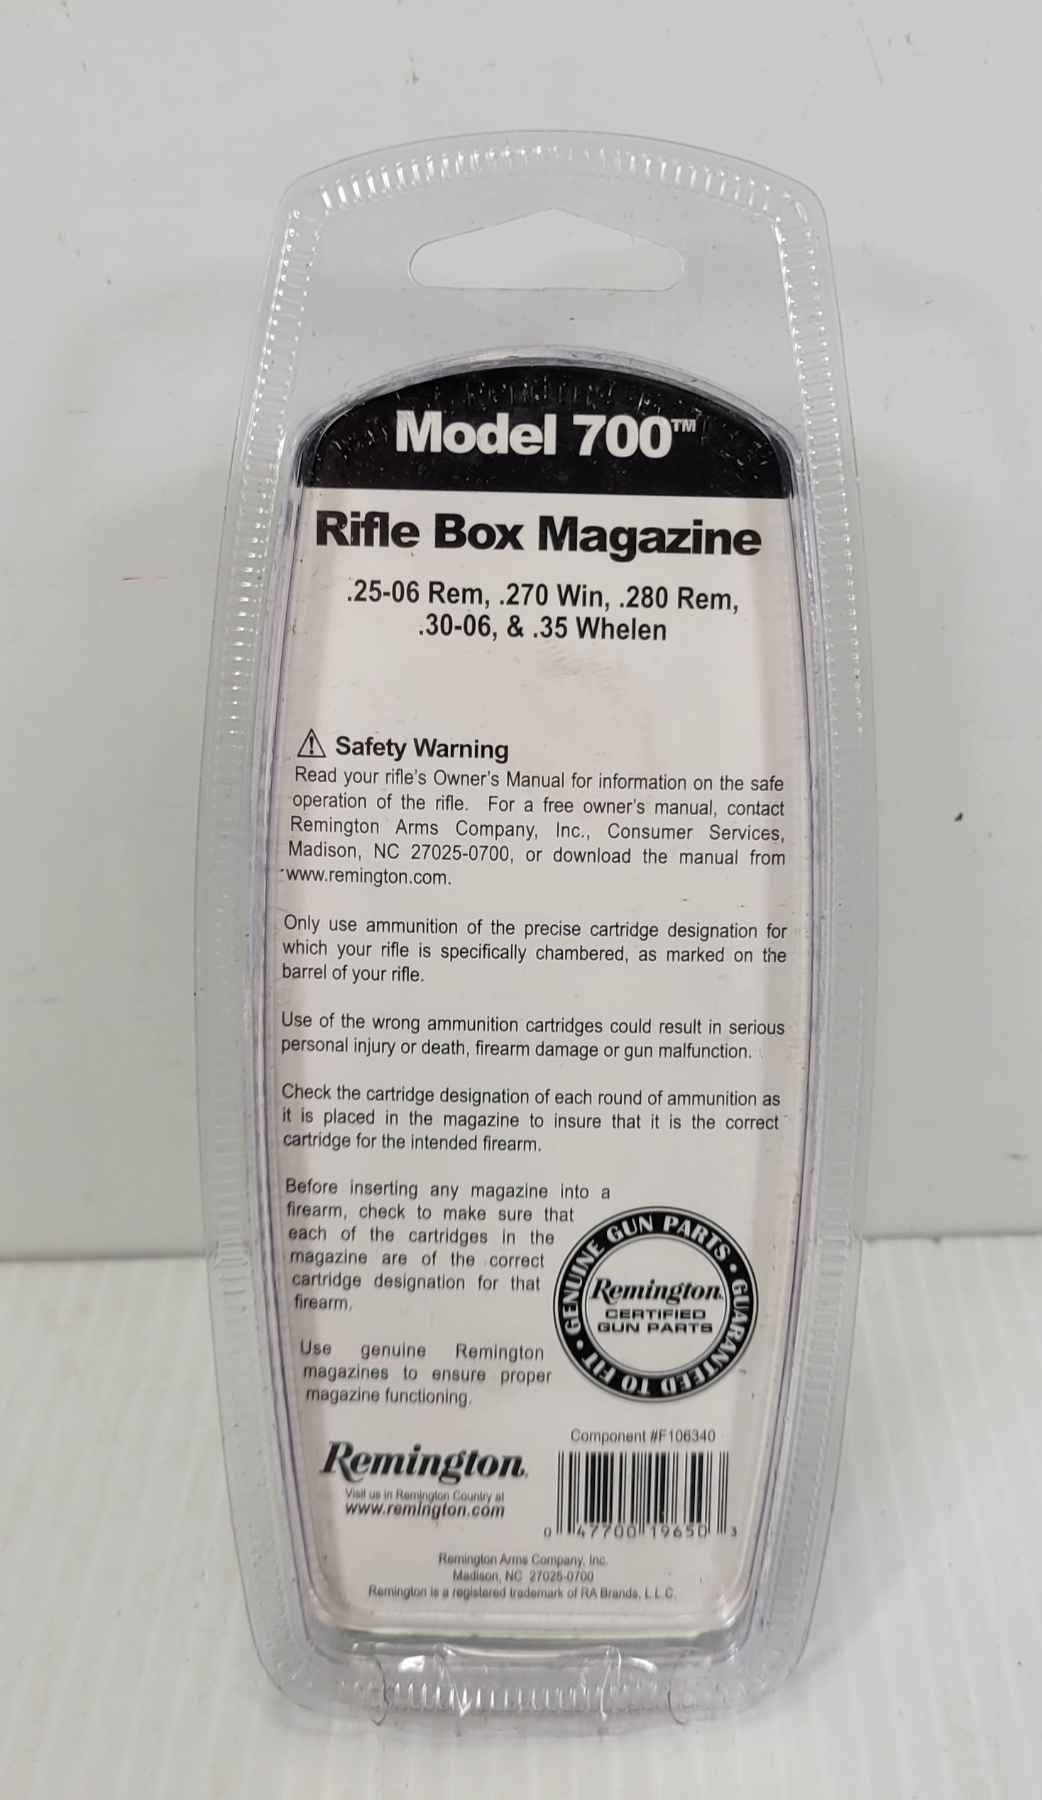 Model 700™
Rifle Box Magazine
.25-06 Rem, .270 Win, .280 Rem,
.30-06, & .35 Whelen
Safety Warning
Read your rifle's Owner's Manual for information on the safe
operation of the rifle. For a free owner's manual, contact
Remington Arms Company, Inc., Consumer Services,
Madison, NC 27025-0700, or download the manual from
www.remington.com.
Only use ammunition of the precise cartridge designation for
which your rifle is specifically chambered, as marked on the
barrel of your rifle.
Use of the wrong ammunition cartridges could result in serious
personal injury or death, firearm damage or gun malfunction.
Check the cartridge designation of each round of ammunition as
it is placed in the magazine to insure that it is the correct
cartridge for the intended firearm.
Before inserting any magazine into a
firearm, check to make sure that
each of the cartridges in the
magazine are of the correct
cartridge designation for that
firearm.
Use genuine Remington
magazines to ensure proper
magazine functioning.
GENUINE GUN PARTS • GUARANTEED TO FIT •
Remington
CERTIFIED
GUN PARTS
Remington
Visit us in Remington Country at
www.remington.com
Component #F106340
0 47700 19650 3
Remington Arms Company, Inc.
Madison, NC 27025-0700
Remington is a registered trademark of RA Brands, L.L.C.